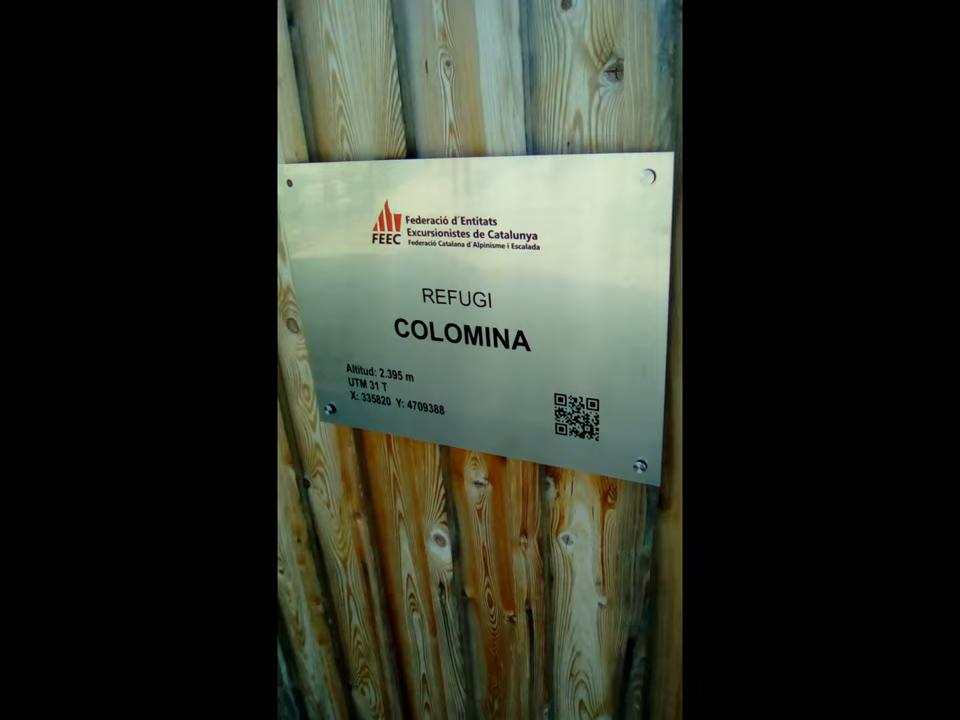 FEEC
Federació d'Entitats
Excursionistes de Catalunya
Federació Catalana d'Alpinisme i Escalada
REFUGI
COLOMINA
Altitud: 2.395 m
UTM 31 T
X: 335820 Y: 4709388